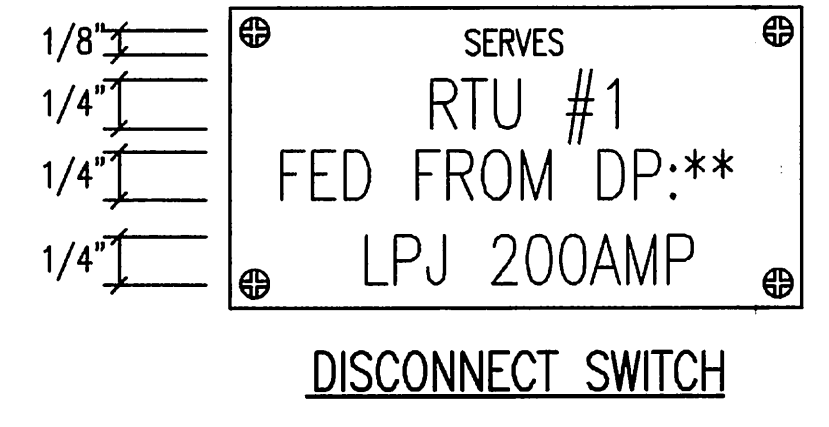 1/8" SERVES
1/4" RTU #1
1/4" FED FROM DP:**
1/4" LPJ 200AMP
DISCONNECT SWITCH